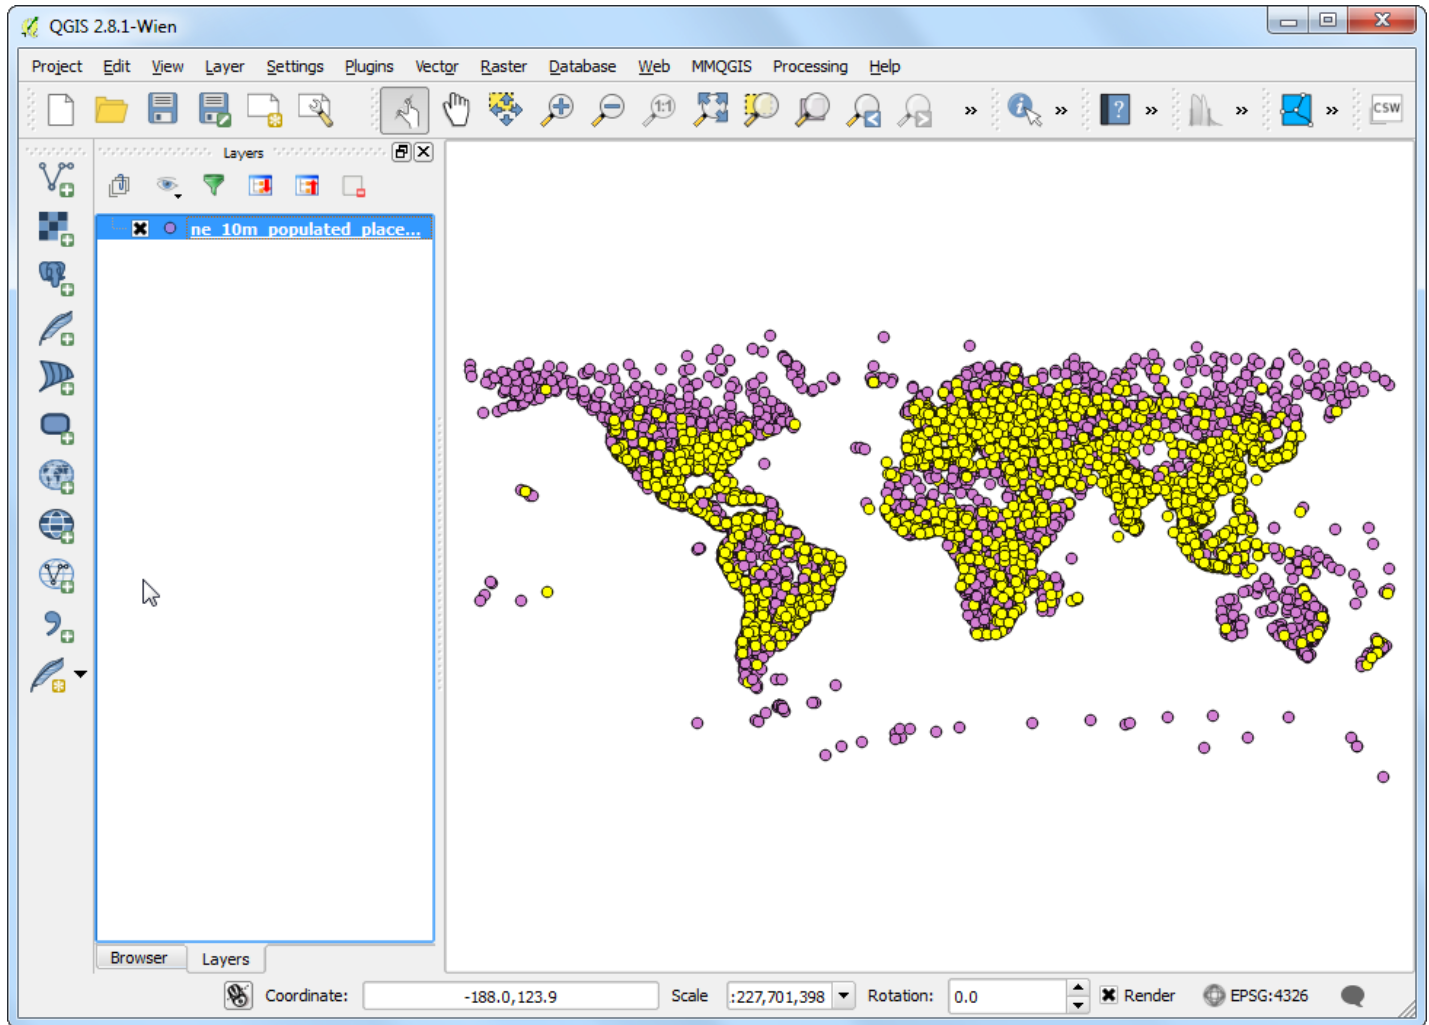 QGIS 2.8.1-Wien
Project Edit View Layer Settings Plugins Vector Raster Database Web MMQGIS Processing Help
1:1
» » ? » » » CSW
Layers
ne_10m_populated_place...
Browser Layers
Coordinate: -188.0,123.9 Scale :227,701,398 Rotation: 0.0 Render EPSG:4326